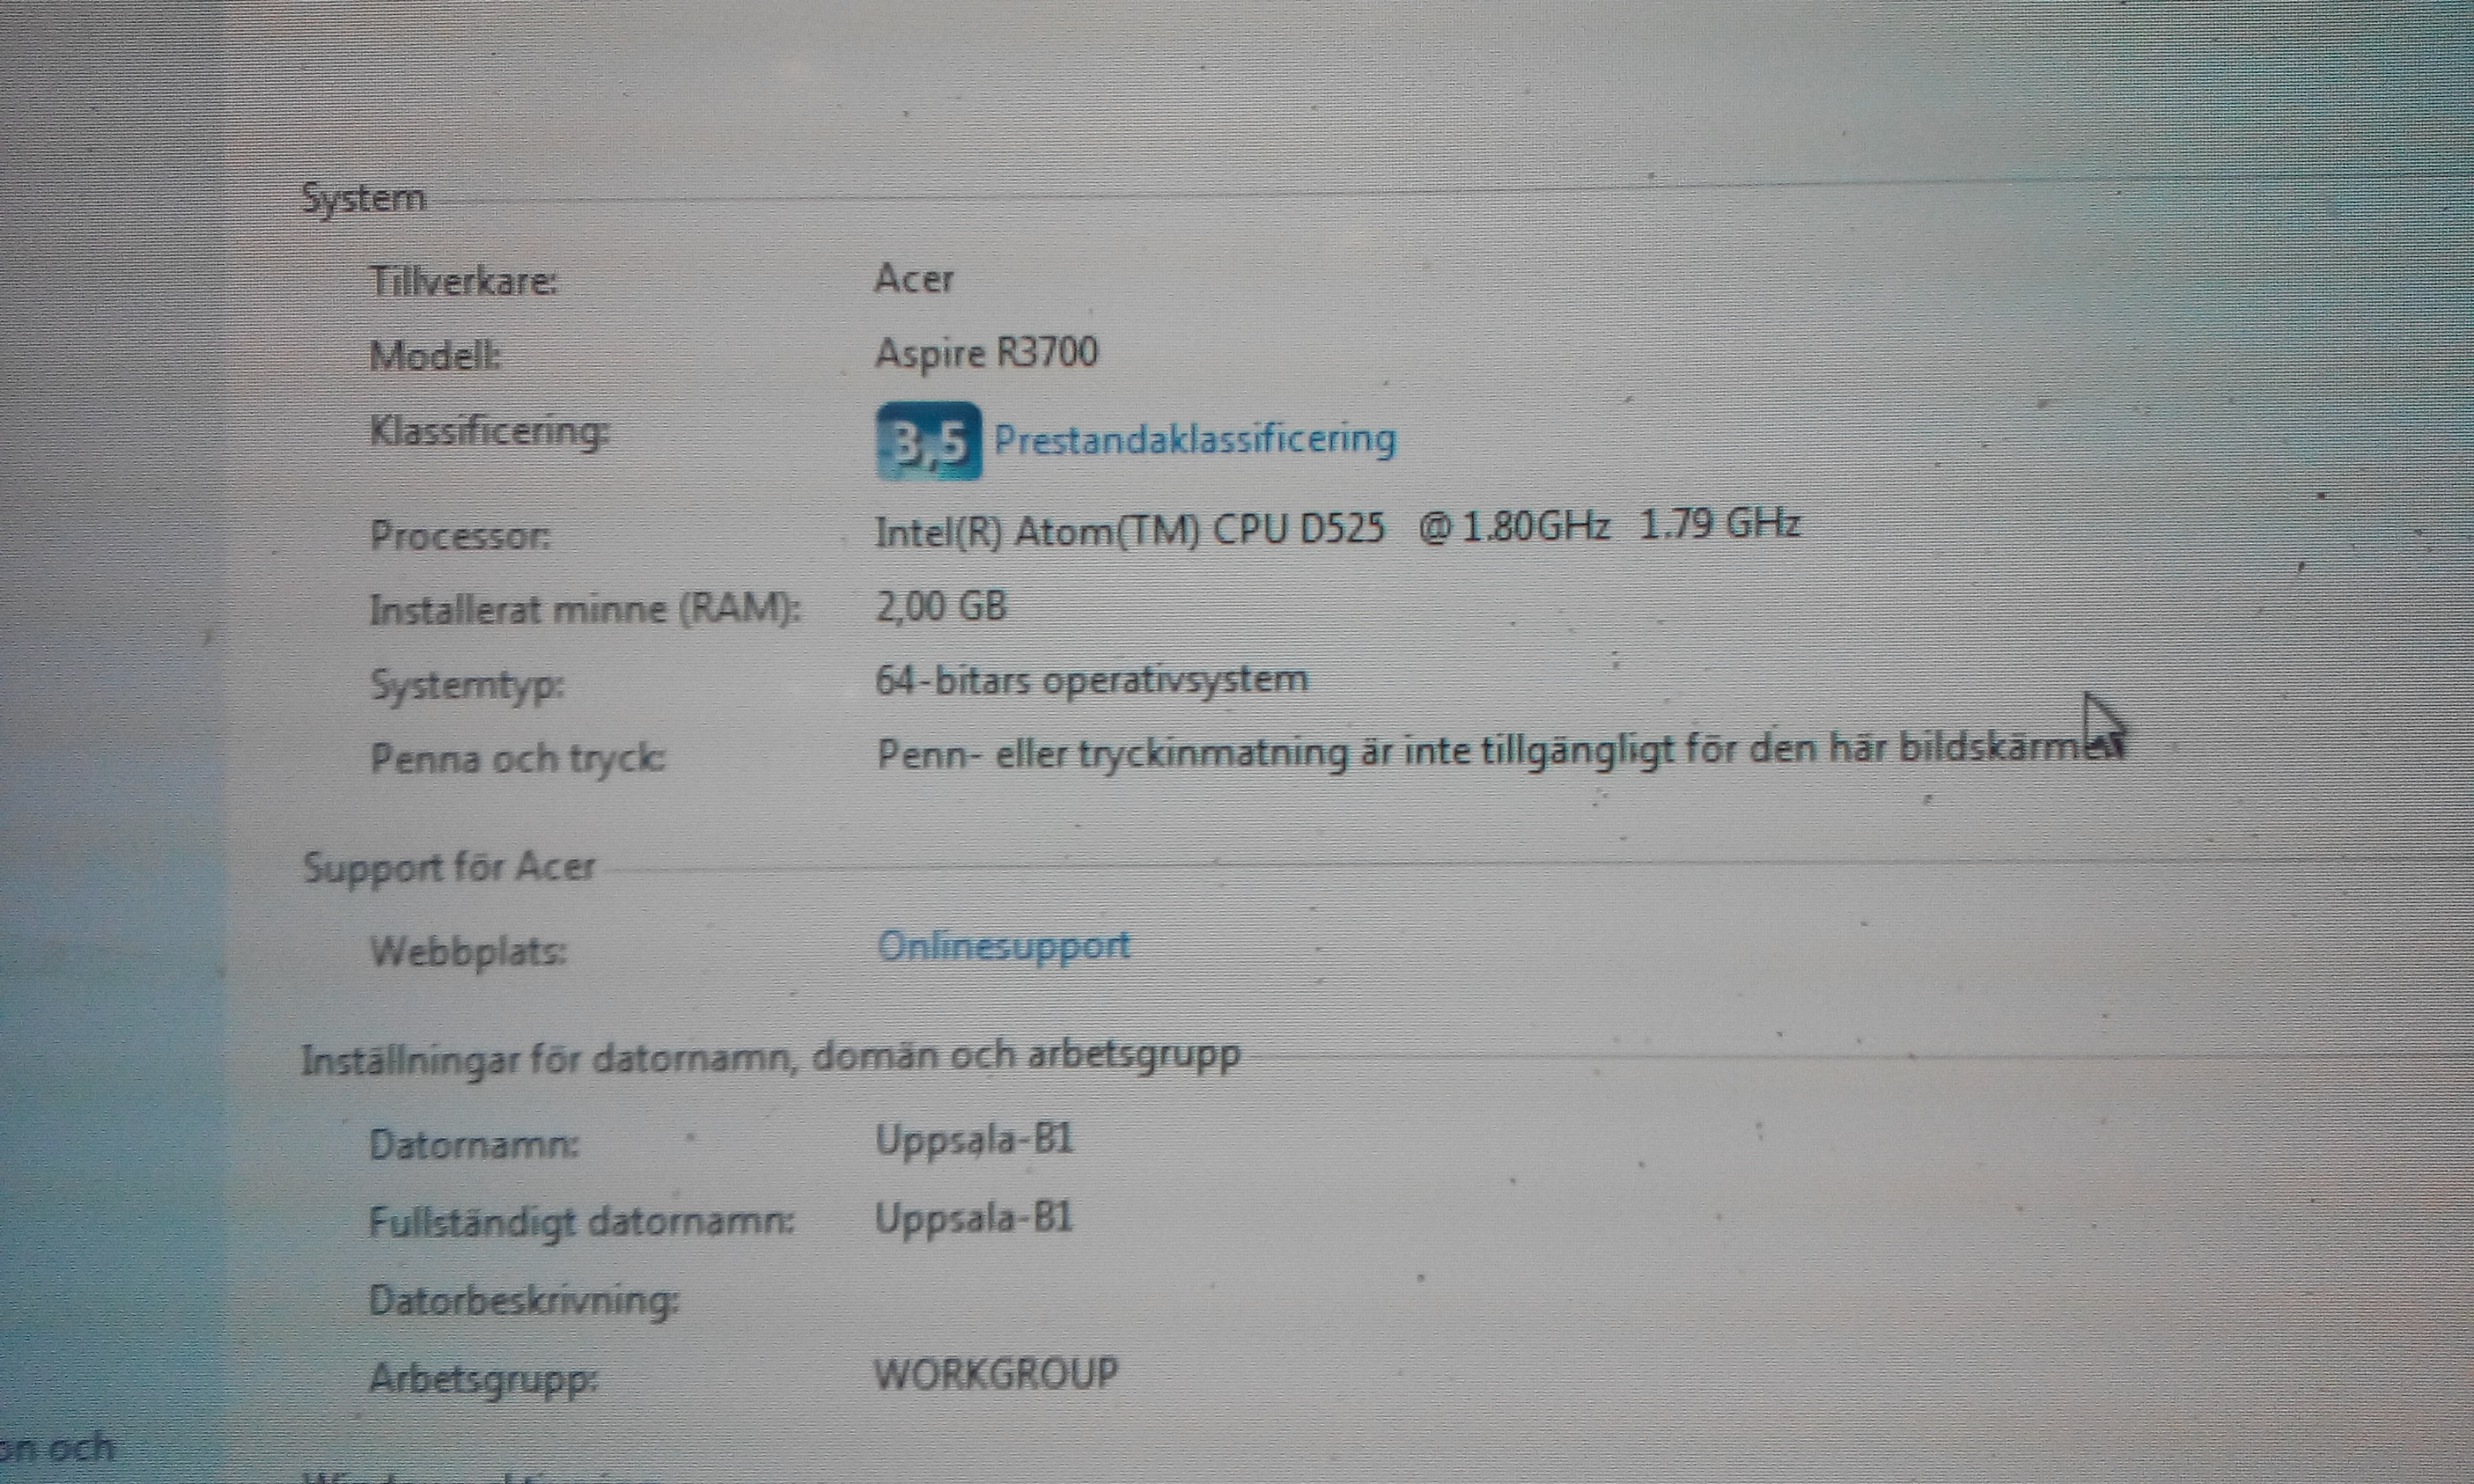 System
Tillverkare: Acer
Modell: Aspire R3700
Klassificering: 3,5 Prestandaklassificering
Processor: Intel(R) Atom(TM) CPU D525 @ 1.80GHz 1.79 GHz
Installerat minne (RAM): 2,00 GB
Systemtyp: 64-bitars operativsystem
Penna och tryck: Penn- eller tryckinmatning är inte tillgängligt för den här bildskärmen
Support för Acer
Webbplats: Onlinesupport
Inställningar för datornamn, domän och arbetsgrupp
Datornamn: Uppsala-B1
Fullständigt datornamn: Uppsala-B1
Datorbeskrivning:
Arbetsgrupp: WORKGROUP
och